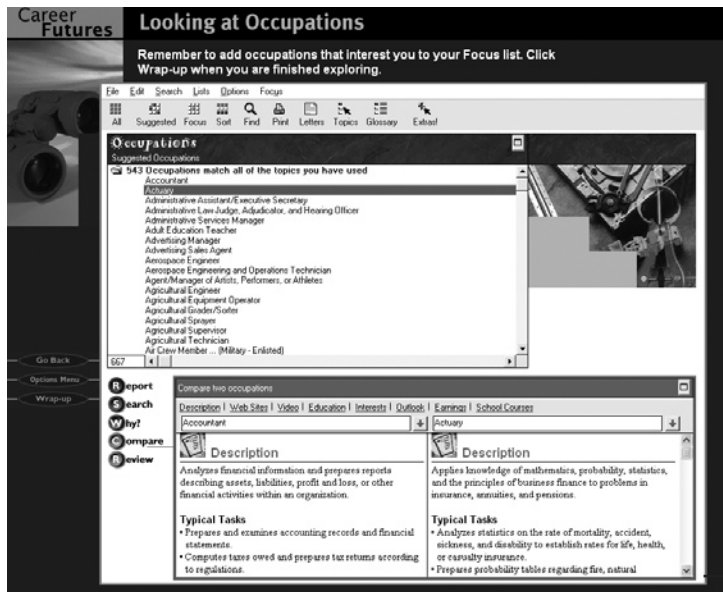 Career
Futures
Looking at Occupations
Remember to add occupations that interest you to your Focus list. Click
Wrap-up when you are finished exploring.
File Edit Search Lists Options Focus
All Suggested Focus Sort Find Print Letters Topics Glossary Extras!
Occupations
Suggested Occupations
543 Occupations match all of the topics you have used
Accountant
Actuary
Administrative Assistant/Executive Secretary
Administrative Law Judge, Adjudicator, and Hearing Officer
Administrative Services Manager
Adult Education Teacher
Advertising Manager
Advertising Sales Agent
Aerospace Engineer
Aerospace Engineering and Operations Technician
Agent/Manager of Artists, Performers, or Athletes
Agricultural Engineer
Agricultural Equipment Operator
Agricultural Grader/Sorter
Agricultural Sprayer
Agricultural Supervisor
Agricultural Technician
Air Crew Member ... (Military - Enlisted)
667
Go Back
Options Menu
Wrap-up
Report
Search
Why?
Compare
Review
Compare two occupations
Description | Web Sites | Video | Education | Interests | Outlook | Earnings | School Courses
Accountant
Description
Analyzes financial information and prepares reports
describing assets, liabilities, profit and loss, or other
financial activities within an organization.
Typical Tasks
• Prepares and examines accounting records and financial
statements.
• Computes taxes owed and prepares tax returns according
to regulations.
Actuary
Description
Applies knowledge of mathematics, probability, statistics,
and the principles of business finance to problems in
insurance, annuities, and pensions.
Typical Tasks
• Analyzes statistics on the rate of mortality, accident,
sickness, and disability to establish rates for life, health,
or casualty insurance.
• Prepares probability tables regarding fire, natural